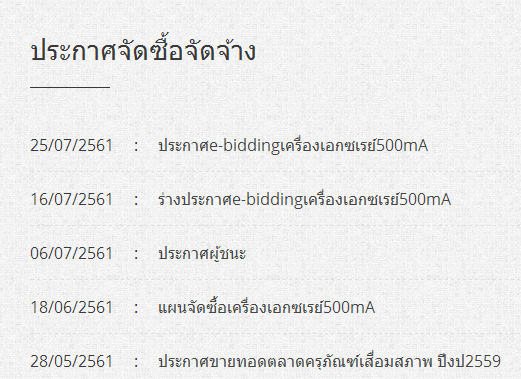 ประกาศจัดซื้อจัดจ้าง
25/07/2561 : ประกาศe-biddingเครื่องเอกซเรย์500mA
16/07/2561 : ร่างประกาศe-biddingเครื่องเอกซเรย์500mA
06/07/2561 : ประกาศผู้ชนะ
18/06/2561 : แผนจัดซื้อเครื่องเอกซเรย์500mA
28/05/2561 : ประกาศขายทอดตลาดครุภัณฑ์เสื่อมสภาพ ปีงป2559